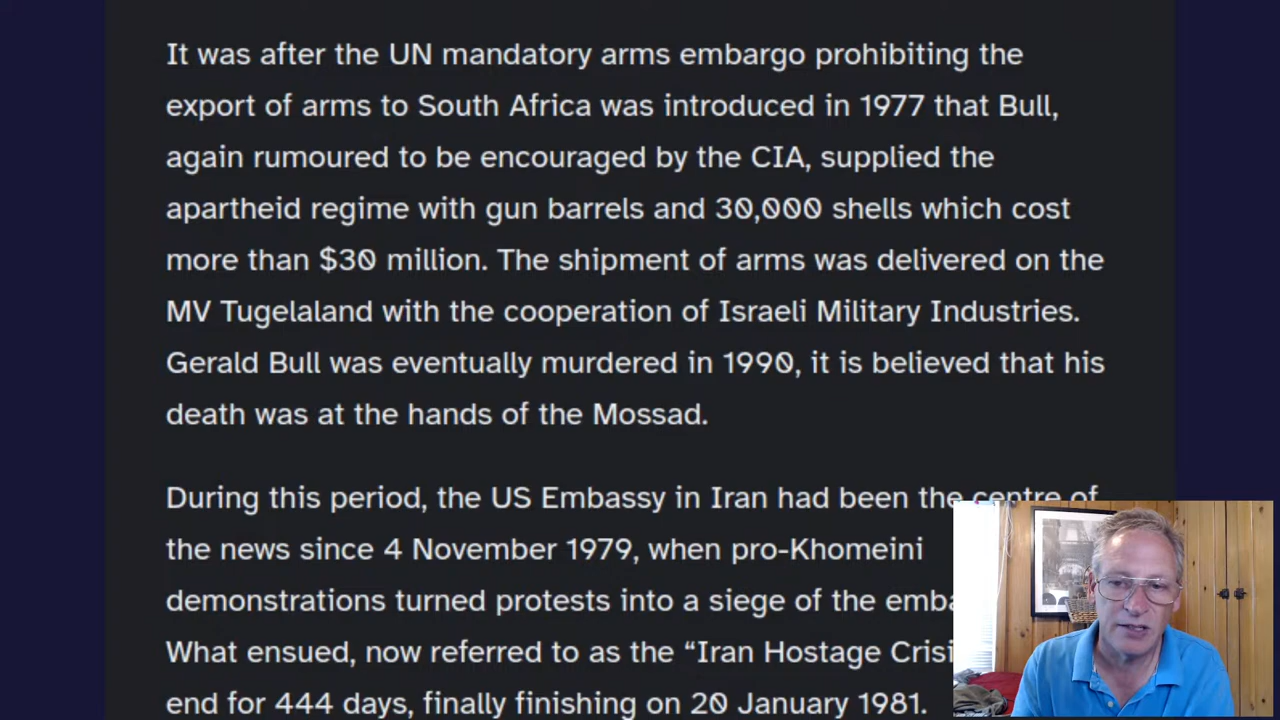 It was after the UN mandatory arms embargo prohibiting the
export of arms to South Africa was introduced in 1977 that Bull,
again rumoured to be encouraged by the CIA, supplied the
apartheid regime with gun barrels and 30,000 shells which cost
more than $30 million. The shipment of arms was delivered on the
MV Tugelaland with the cooperation of Israeli Military Industries.
Gerald Bull was eventually murdered in 1990, it is believed that his
death was at the hands of the Mossad.
During this period, the US Embassy in Iran had been the centre of
the news since 4 November 1979, when pro-Khomeini
demonstrations turned protests into a siege of the
What ensued, now referred to as the “Iran Hostage
end for 444 days, finally finishing on 20 January 1981.